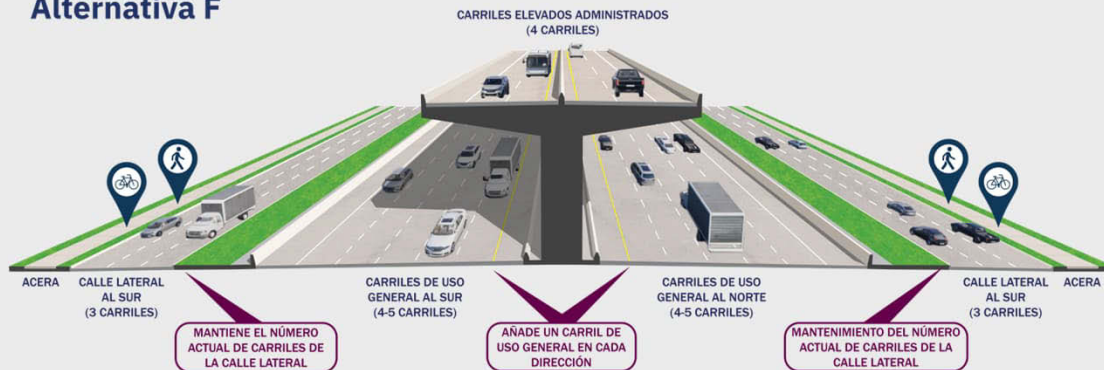 Alternativa F
CARRILES ELEVADOS ADMINISTRADOS
(4 CARRILES)
ACERA
CALLE LATERAL
AL SUR
(3 CARRILES)
CARRILES DE USO
GENERAL AL SUR
(4-5 CARRILES)
CARRILES DE USO
GENERAL AL NORTE
(4-5 CARRILES)
CALLE LATERAL
AL SUR
(3 CARRILES)
ACERA
MANTIENE EL NÚMERO
ACTUAL DE CARRILES DE
LA CALLE LATERAL
AÑADE UN CARRIL DE
USO GENERAL EN CADA
DIRECCIÓN
MANTENIMIENTO DEL NÚMERO
ACTUAL DE CARRILES DE LA
CALLE LATERAL